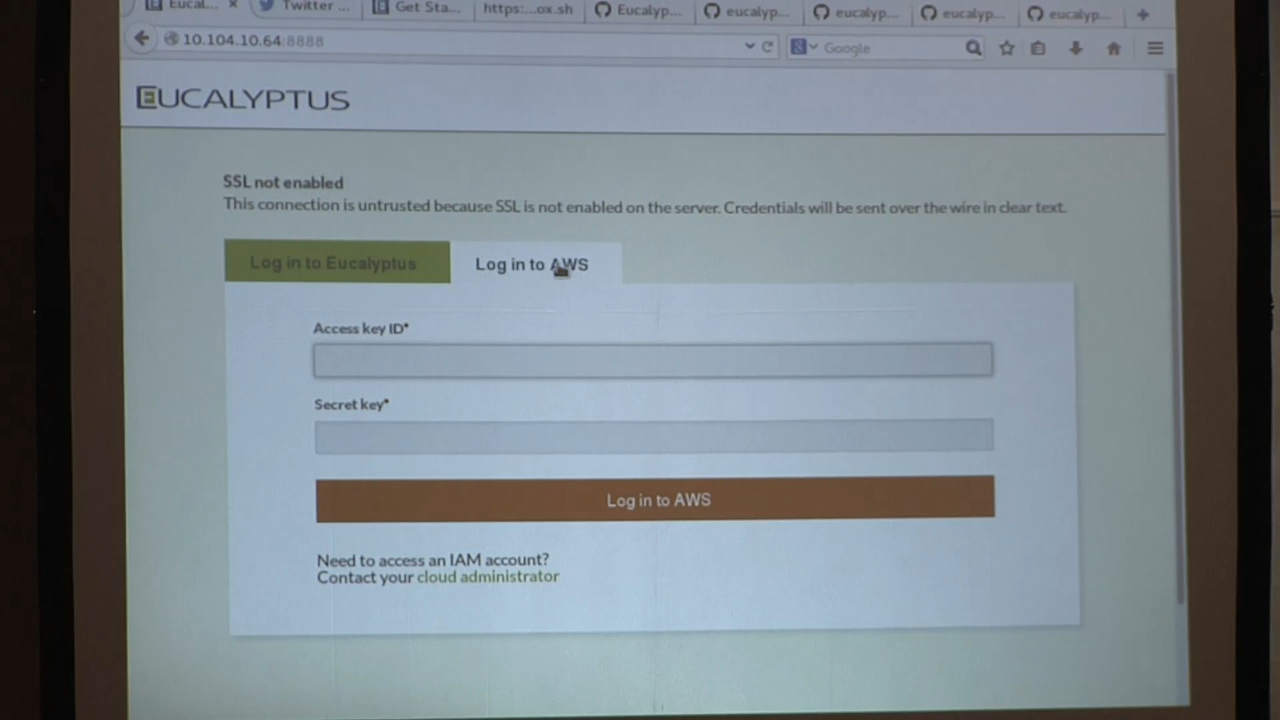 Eucal...
Twitter ...
Get Sta...
https:...ox.sh
Eucalyp...
eucalyp...
eucalyp...
eucalyp...
eucalyp...
10.104.10.64:8888
Google
EUCALYPTUS
SSL not enabled
This connection is untrusted because SSL is not enabled on the server. Credentials will be sent over the wire in clear text.
Log in to Eucalyptus
Log in to AWS
Access key ID*
Secret key*
Log in to AWS
Need to access an IAM account?
Contact your cloud administrator